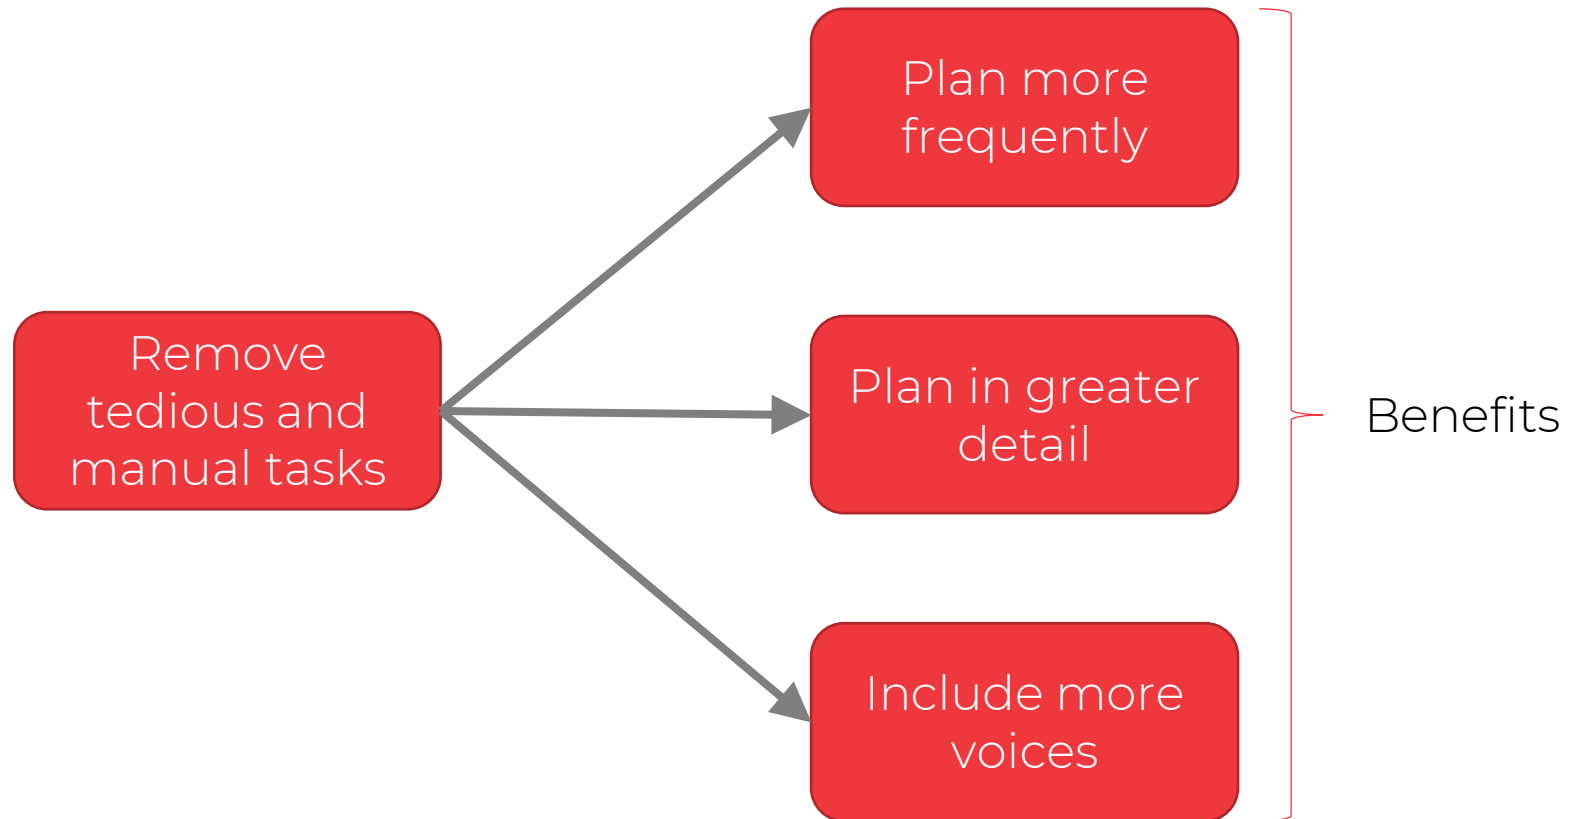 Remove
tedious and
manual tasks
Plan more
frequently
Plan in greater
detail
Include more
voices
Benefits